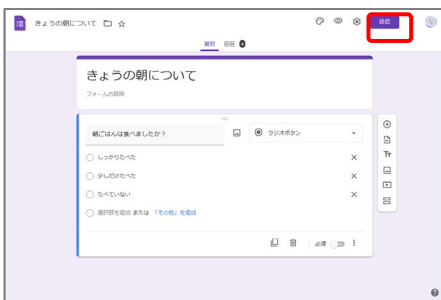 きょうの朝について
送信
質問 回答
きょうの朝について
フォームの説明
朝ごはんは食べましたか？
ラジオボタン
しっかりたべた
少しだけたべた
たべていない
選択肢を追加 または 「その他」を追加
必須
Tт